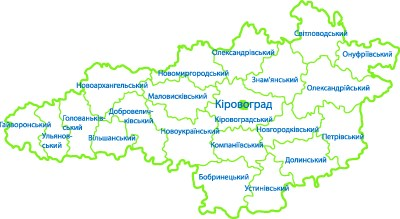 Світловодський
Онуфріївський
Олександрівський
Знам'янський
Новомиргородський
Олександрійський
Новоархангельський
Маловисківський
Кіровоград
Добровелич-
ківський
Голованьків-
ський
Кіровоградський
Гайворонський
Ульянов-
ський
Вільшанський
Новоукраїнський
Новгородківський
Петрівський
Компаніївський
Долинський
Бобринецький
Устинівський